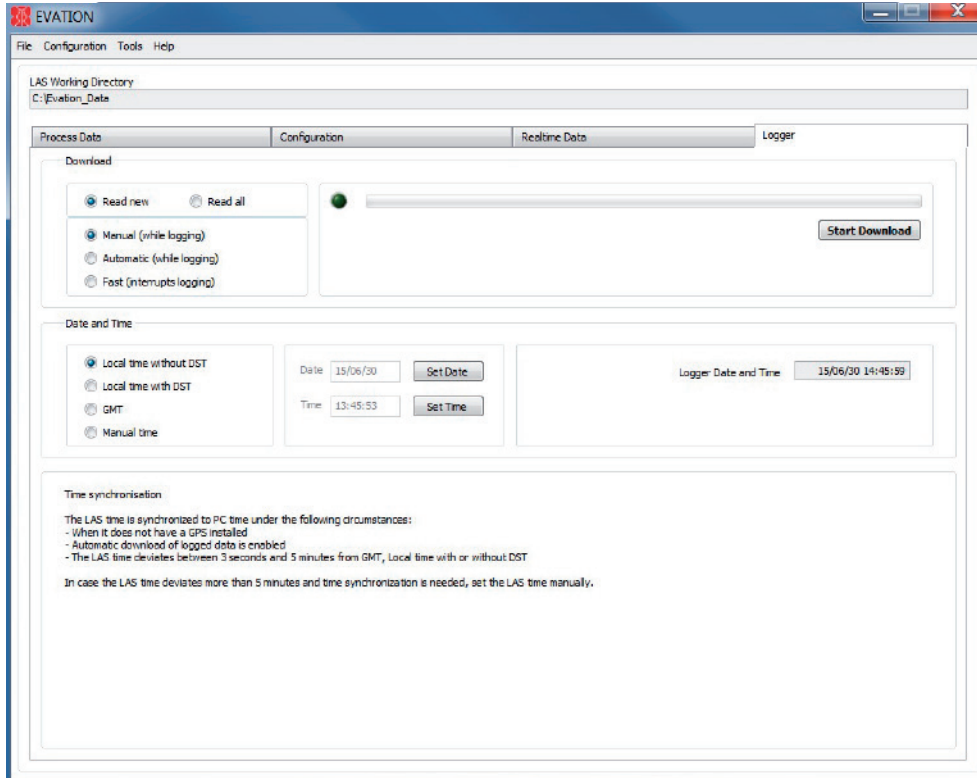 EVATION
File Configuration Tools Help
LAS Working Directory
C:\Evation_Data
Process Data Configuration Realtime Data Logger
Download
Read new Read all
Manual (while logging)
Start Download
Automatic (while logging)
Fast (interrupts logging)
Date and Time
Local time without DST
Date 15/06/30 Set Date
Logger Date and Time 15/06/30 14:45:59
Local time with DST
Time 13:45:53 Set Time
GMT
Manual time
Time synchronisation
The LAS time is synchronized to PC time under the following circumstances:
- When it does not have a GPS installed
- Automatic download of logged data is enabled
- The LAS time deviates between 3 seconds and 5 minutes from GMT, Local time with or without DST
In case the LAS time deviates more than 5 minutes and time synchronization is needed, set the LAS time manually.